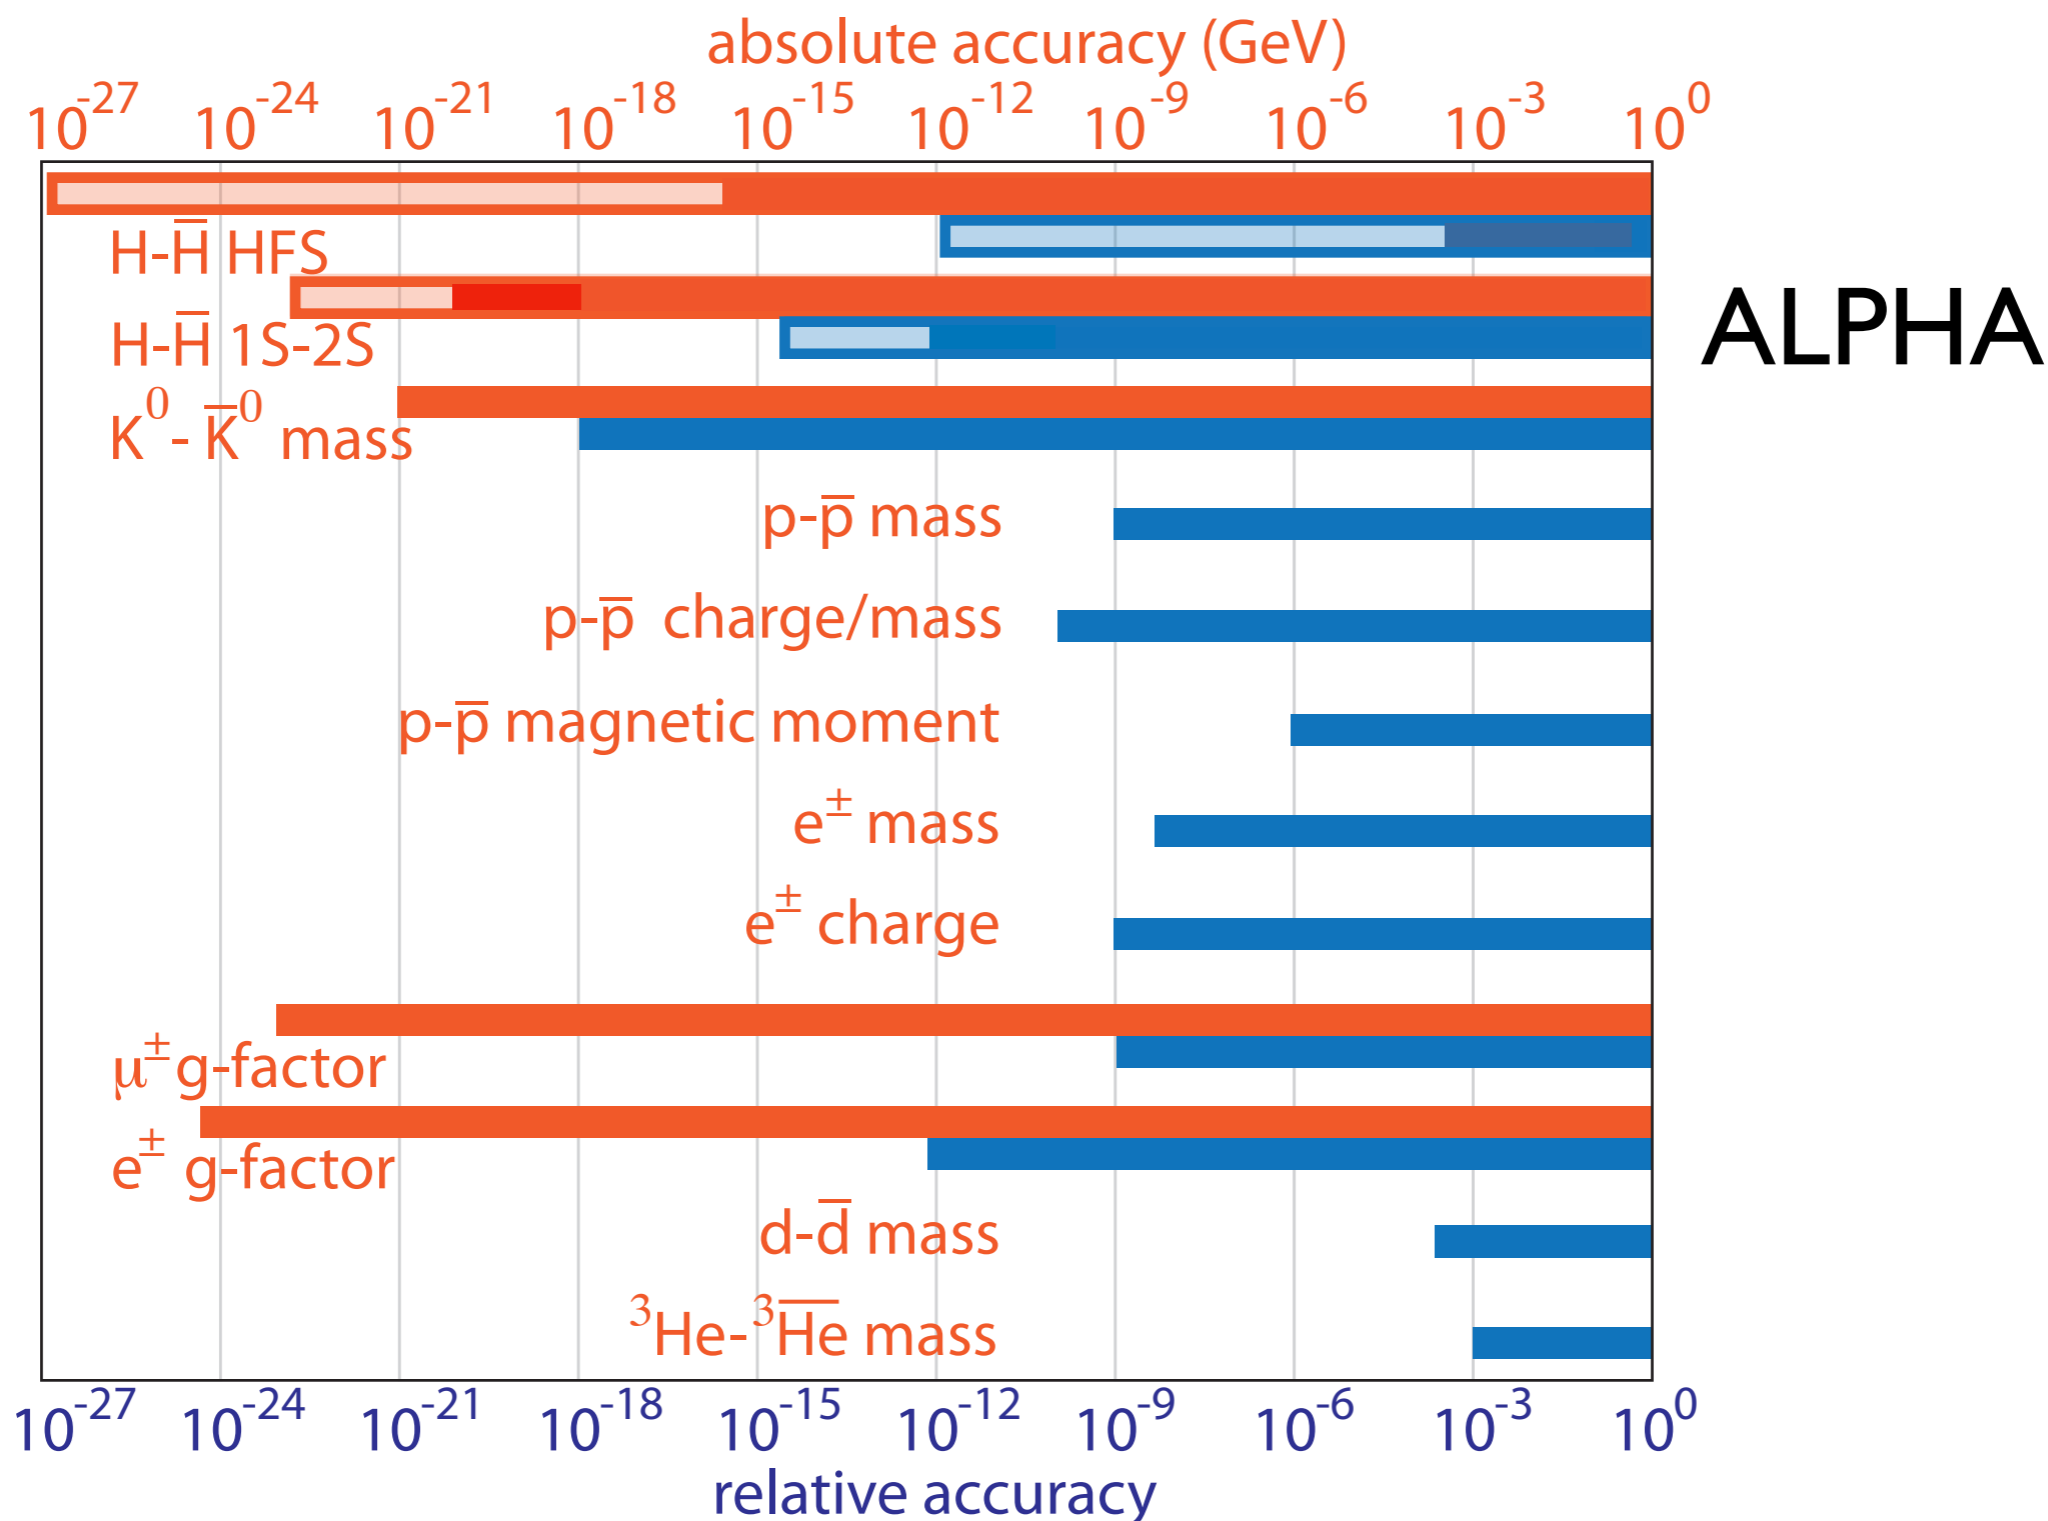 absolute accuracy (GeV)
10⁻²⁷ 10⁻²⁴ 10⁻²¹ 10⁻¹⁸ 10⁻¹⁵ 10⁻¹² 10⁻⁹ 10⁻⁶ 10⁻³ 10⁰
H-H̅ HFS
ALPHA
H-H̅ 1S-2S
K⁰- K̅⁰ mass
p-p̅ mass
p-p̅ charge/mass
p-p̅ magnetic moment
e± mass
e± charge
μ± g-factor
e± g-factor
d-d̅ mass
³He-³H̅e̅ mass
10⁻²⁷ 10⁻²⁴ 10⁻²¹ 10⁻¹⁸ 10⁻¹⁵ 10⁻¹² 10⁻⁹ 10⁻⁶ 10⁻³ 10⁰
relative accuracy